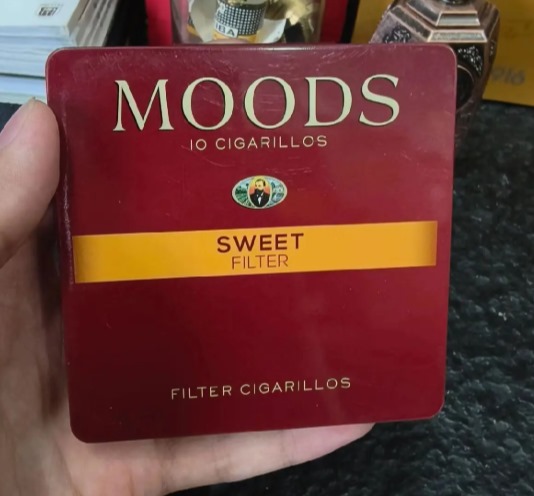 MOODS
10 CIGARILLOS
SWEET
FILTER
FILTER CIGARILLOS